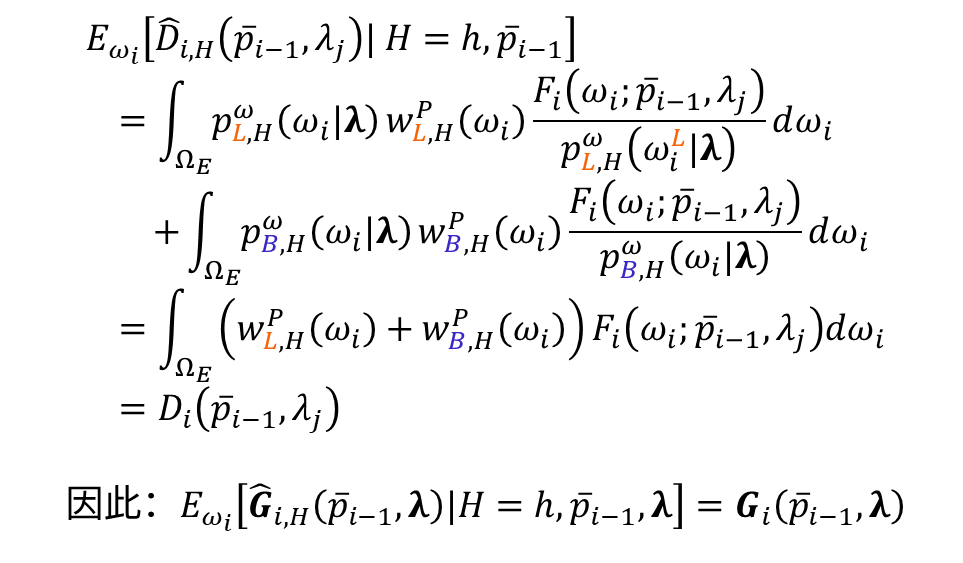 E_{ω_i}[D̂_{i,H}(p̄_{i−1}, λ_j)| H = h, p̄_{i−1}]
= ∫_{Ω_E} p^ω_{L,H}(ω_i|𝛌) w^P_{L,H}(ω_i) F_i(ω_i; p̄_{i−1}, λ_j) / p^ω_{L,H}(ω_i^L|𝛌) dω_i
+ ∫_{Ω_E} p^ω_{B,H}(ω_i|𝛌) w^P_{B,H}(ω_i) F_i(ω_i; p̄_{i−1}, λ_j) / p^ω_{B,H}(ω_i|𝛌) dω_i
= ∫_{Ω_E} (w^P_{L,H}(ω_i) + w^P_{B,H}(ω_i)) F_i(ω_i; p̄_{i−1}, λ_j)dω_i
= D_i(p̄_{i−1}, λ_j)
因此：E_{ω_i}[𝑮̂_{i,H}(p̄_{i−1}, 𝛌)|H = h, p̄_{i−1}, 𝛌] = 𝑮_i(p̄_{i−1}, 𝛌)